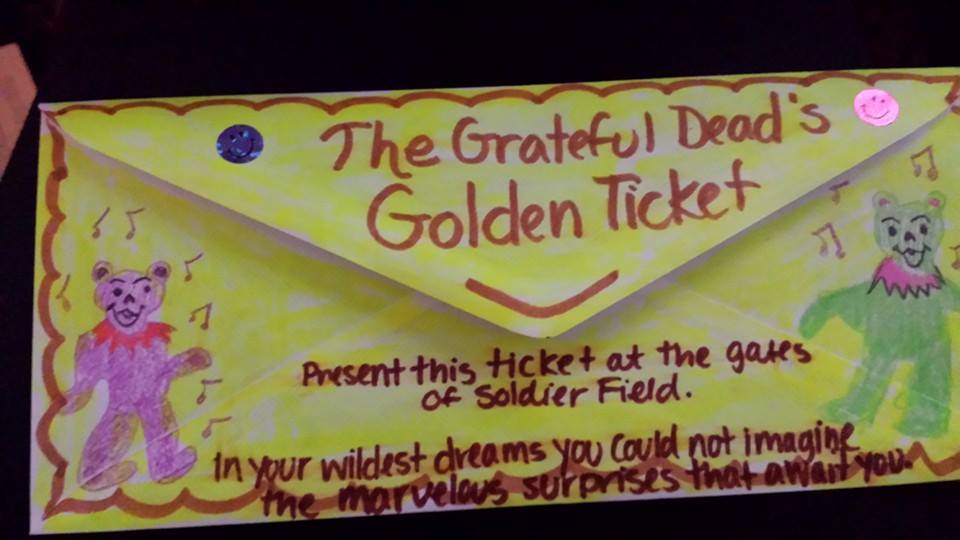 The Grateful Dead's
Golden Ticket
Present this ticket at the gates
of Soldier Field.
In your wildest dreams you could not imagine
the marvelous surprises that await you.